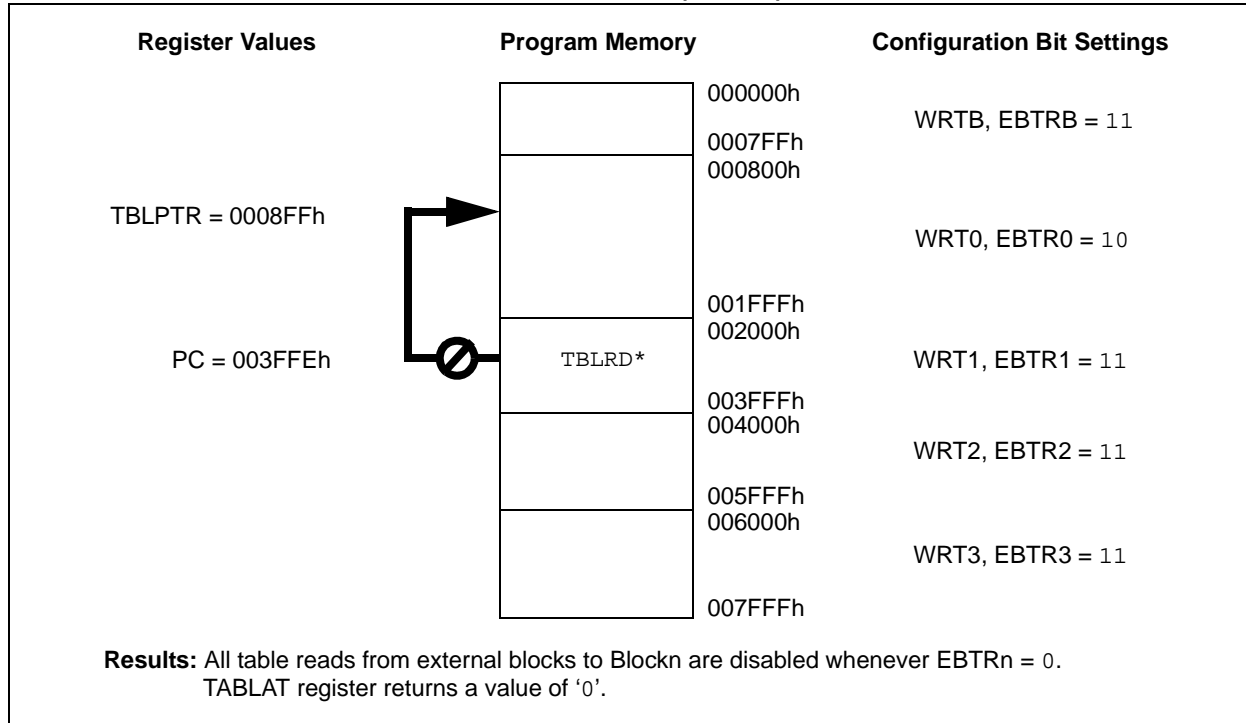 Register Values Program Memory Configuration Bit Settings
000000h
WRTB, EBTRB = 11
0007FFh
000800h
TBLPTR = 0008FFh
WRT0, EBTR0 = 10
001FFFh
002000h
PC = 003FFEh TBLRD* WRT1, EBTR1 = 11
003FFFh
004000h
WRT2, EBTR2 = 11
005FFFh
006000h
WRT3, EBTR3 = 11
007FFFh
Results: All table reads from external blocks to Blockn are disabled whenever EBTRn = 0.
TABLAT register returns a value of ‘0’.